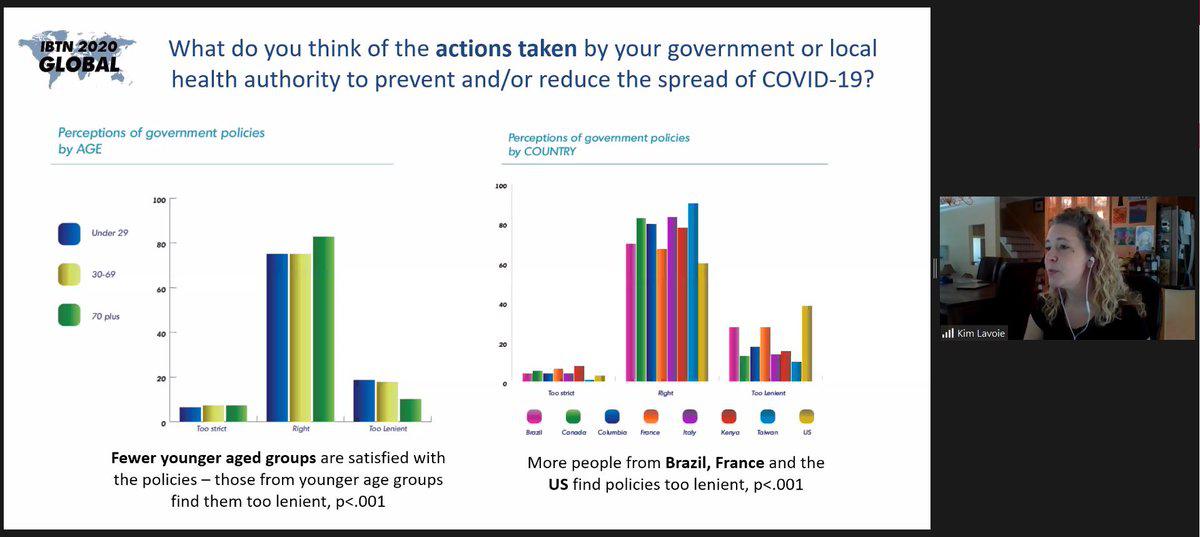 IBTN 2020
GLOBAL
What do you think of the actions taken by your government or local
health authority to prevent and/or reduce the spread of COVID-19?
Perceptions of government policies
by AGE
Under 29
30-69
70 plus
100
80
60
40
20
0
Too strict
Right
Too Lenient
Fewer younger aged groups are satisfied with
the policies – those from younger age groups
find them too lenient, p<.001
Perceptions of government policies
by COUNTRY
100
80
60
40
20
0
Too strict
Right
Too Lenient
Brazil
Canada
Columbia
France
Italy
Kenya
Taiwan
US
More people from Brazil, France and the
US find policies too lenient, p<.001
Kim Lavoie